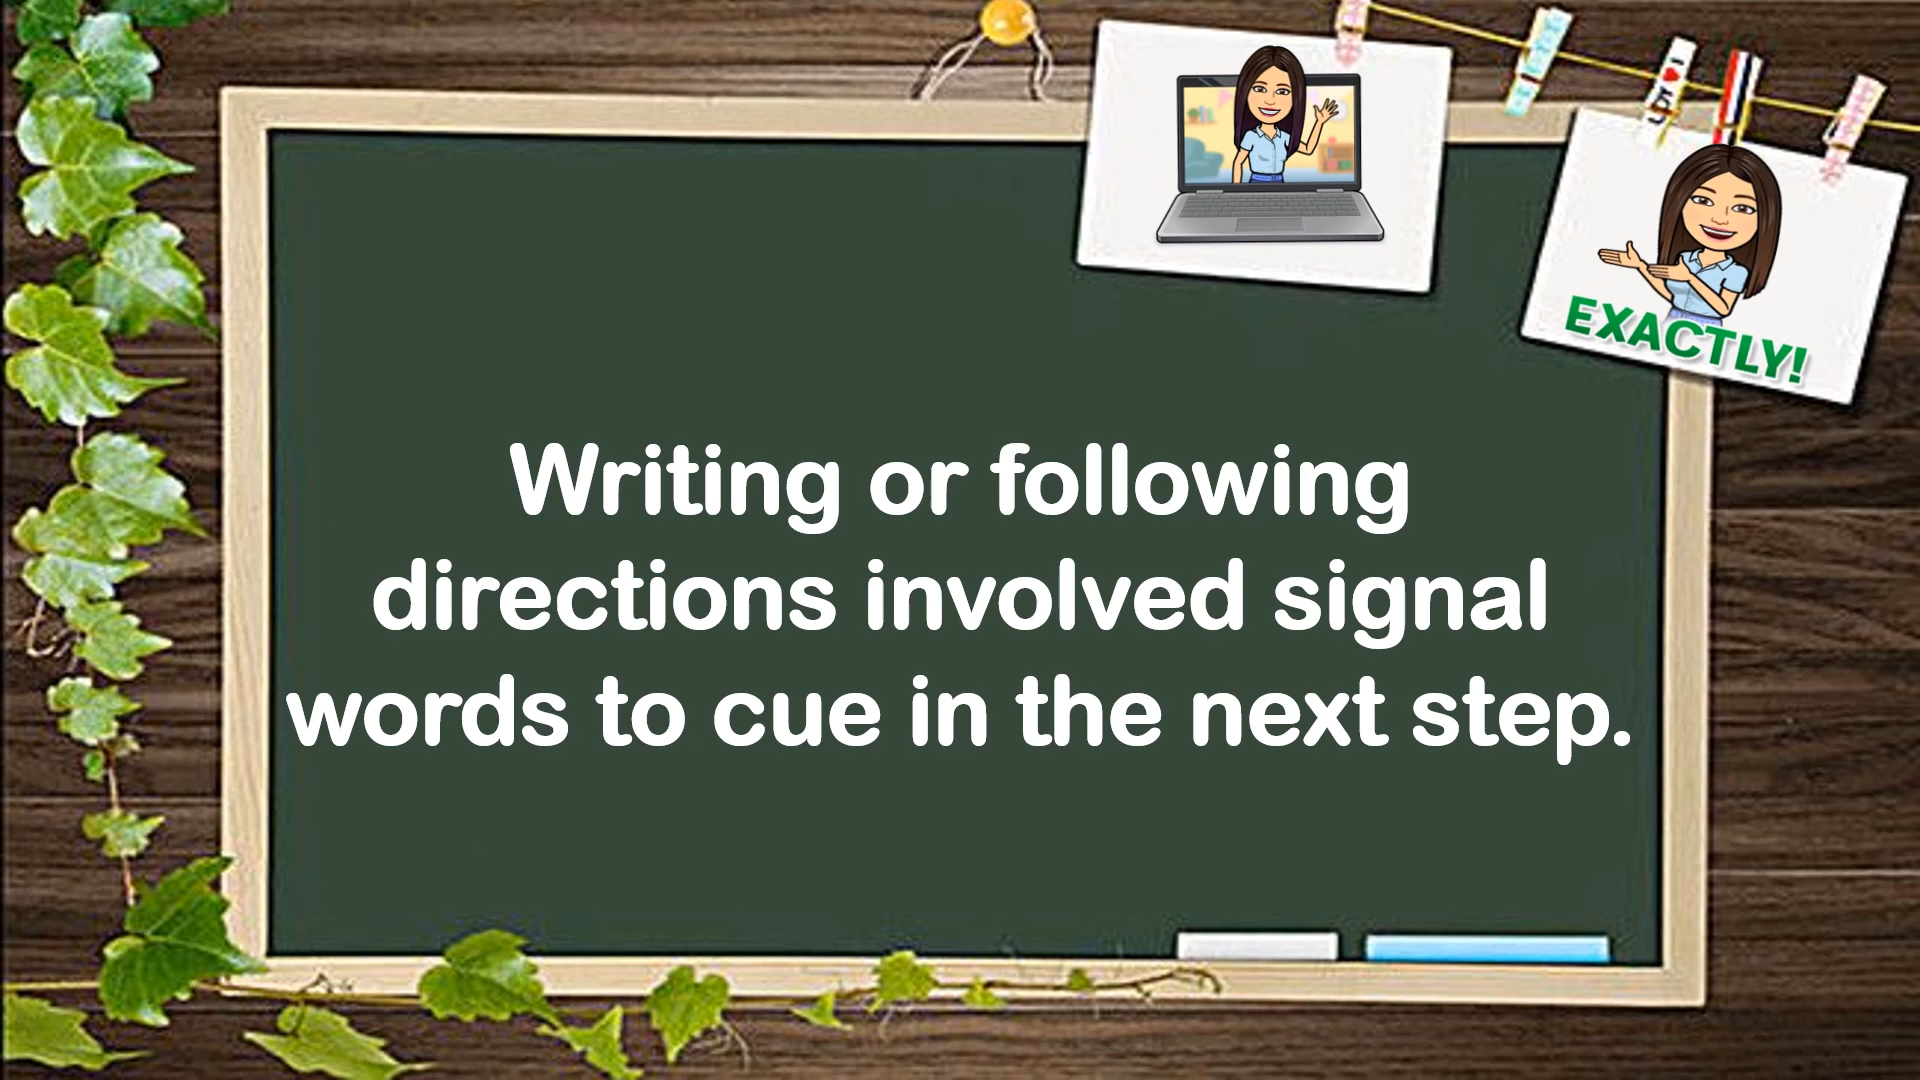 EXACTLY!
Writing or following
directions involved signal
words to cue in the next step.